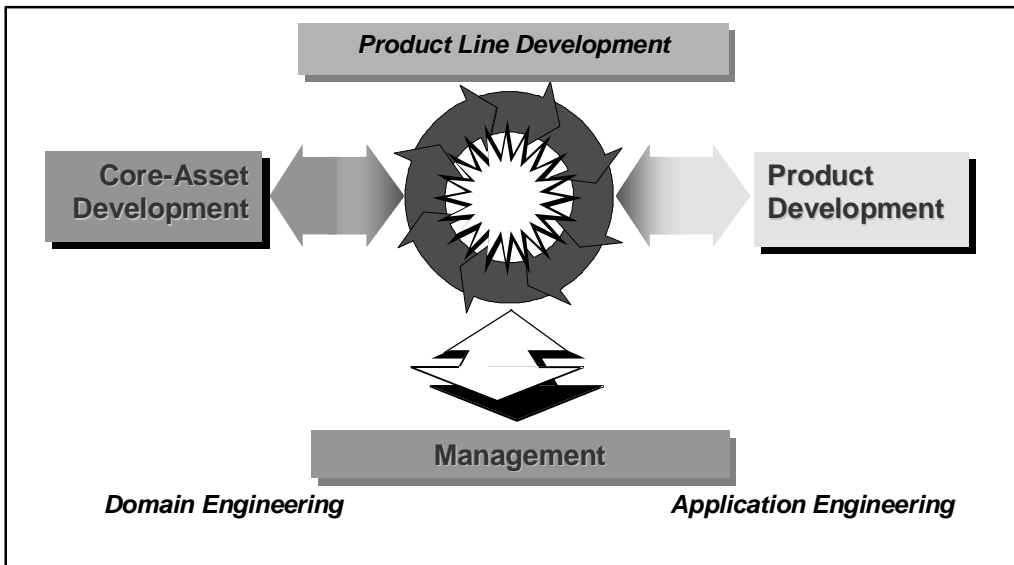 Product Line Development
Core-Asset
Development
Product
Development
Management
Domain Engineering
Application Engineering